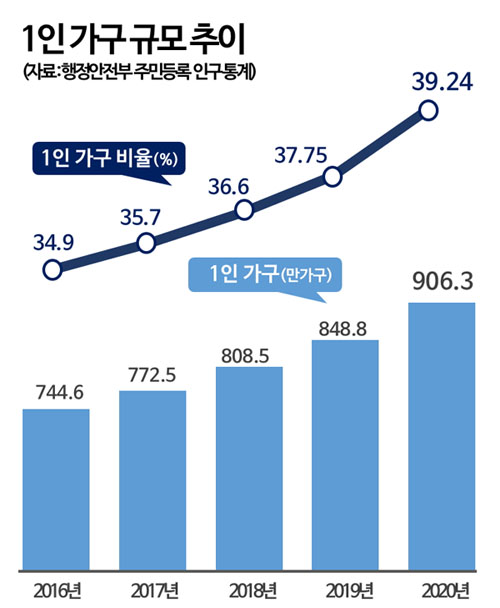 1인 가구 규모 추이
(자료:행정안전부 주민등록 인구통계)
39.24
1인 가구 비율(%)
37.75
36.6
35.7
34.9
1인 가구(만가구)
906.3
848.8
808.5
772.5
744.6
2016년 2017년 2018년 2019년 2020년